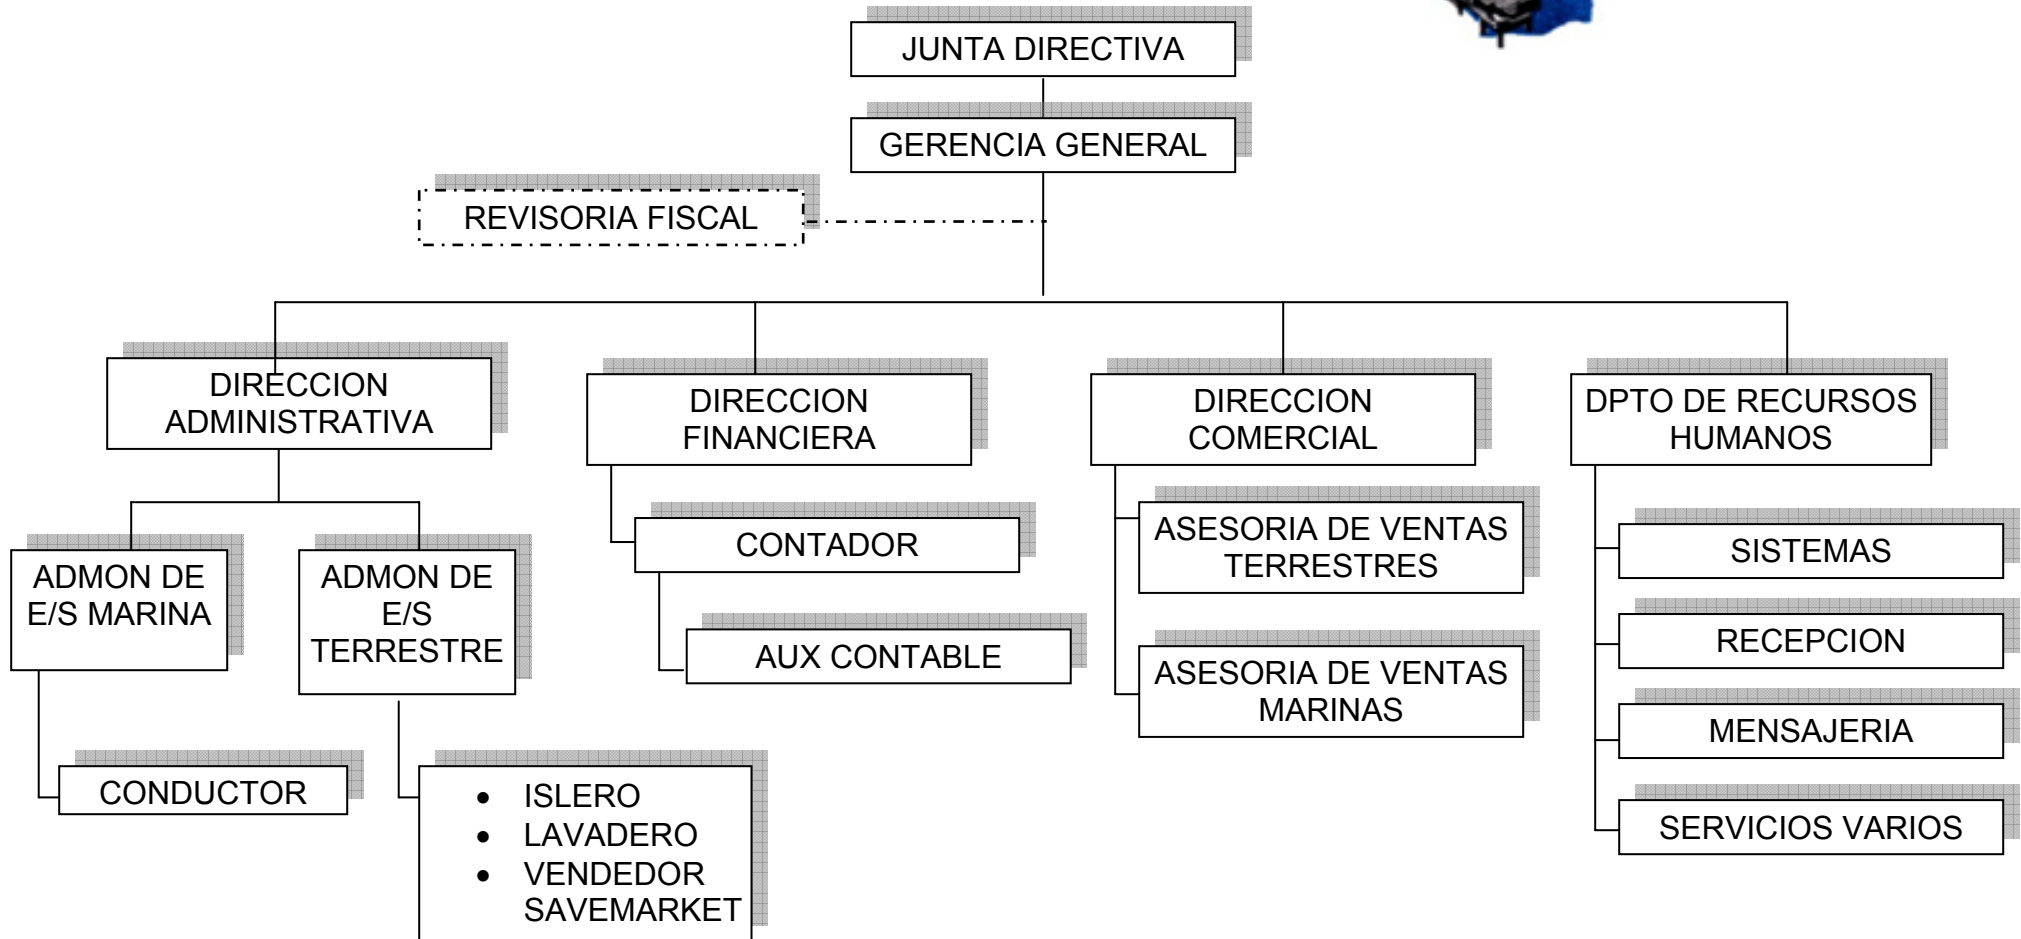 JUNTA DIRECTIVA
GERENCIA GENERAL
REVISORIA FISCAL
DIRECCION
ADMINISTRATIVA
DIRECCION
FINANCIERA
DIRECCION
COMERCIAL
DPTO DE RECURSOS
HUMANOS
ADMON DE
E/S MARINA
ADMON DE
E/S
TERRESTRE
CONDUCTOR
• ISLERO
• LAVADERO
• VENDEDOR
SAVEMARKET
CONTADOR
AUX CONTABLE
ASESORIA DE VENTAS
TERRESTRES
ASESORIA DE VENTAS
MARINAS
SISTEMAS
RECEPCION
MENSAJERIA
SERVICIOS VARIOS